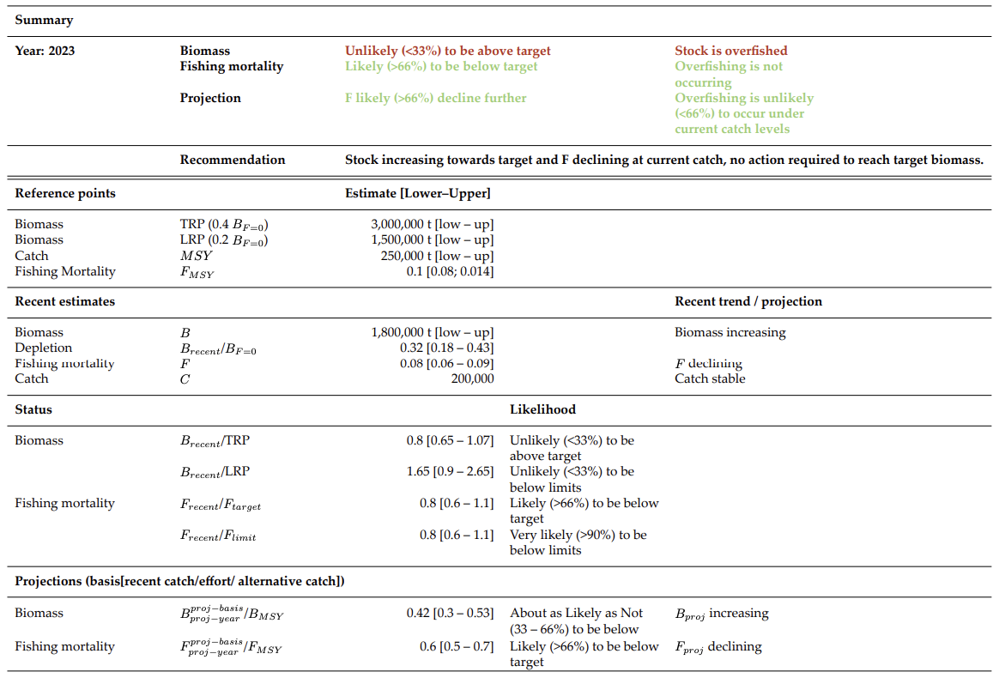 Summary
Year: 2023 Biomass Unlikely (<33%) to be above target Stock is overfished
Fishing mortality Likely (>66%) to be below target Overfishing is not
occurring
Projection F likely (>66%) decline further Overfishing is unlikely
(<66%) to occur under
current catch levels
Recommendation Stock increasing towards target and F declining at current catch, no action required to reach target biomass.
Reference points Estimate [Lower–Upper]
Biomass TRP (0.4 B_{F=0}) 3,000,000 t [low – up]
Biomass LRP (0.2 B_{F=0}) 1,500,000 t [low – up]
Catch MSY 250,000 t [low – up]
Fishing Mortality F_{MSY} 0.1 [0.08; 0.014]
Recent estimates Recent trend / projection
Biomass B 1,800,000 t [low – up] Biomass increasing
Depletion B_{recent}/B_{F=0} 0.32 [0.18 – 0.43]
Fishing mortality F 0.08 [0.06 – 0.09] F declining
Catch C 200,000 Catch stable
Status Likelihood
Biomass B_{recent}/TRP 0.8 [0.65 – 1.07] Unlikely (<33%) to be
above target
B_{recent}/LRP 1.65 [0.9 – 2.65] Unlikely (<33%) to be
below limits
Fishing mortality F_{recent}/F_{target} 0.8 [0.6 – 1.1] Likely (>66%) to be below
target
F_{recent}/F_{limit} 0.8 [0.6 – 1.1] Very likely (>90%) to be
below limits
Projections (basis[recent catch/effort/ alternative catch])
Biomass B^{proj–basis}_{proj–year}/B_{MSY} 0.42 [0.3 – 0.53] About as Likely as Not B_{proj} increasing
(33 – 66%) to be below
Fishing mortality F^{proj–basis}_{proj–year}/F_{MSY} 0.6 [0.5 – 0.7] Likely (>66%) to be below F_{proj} declining
target